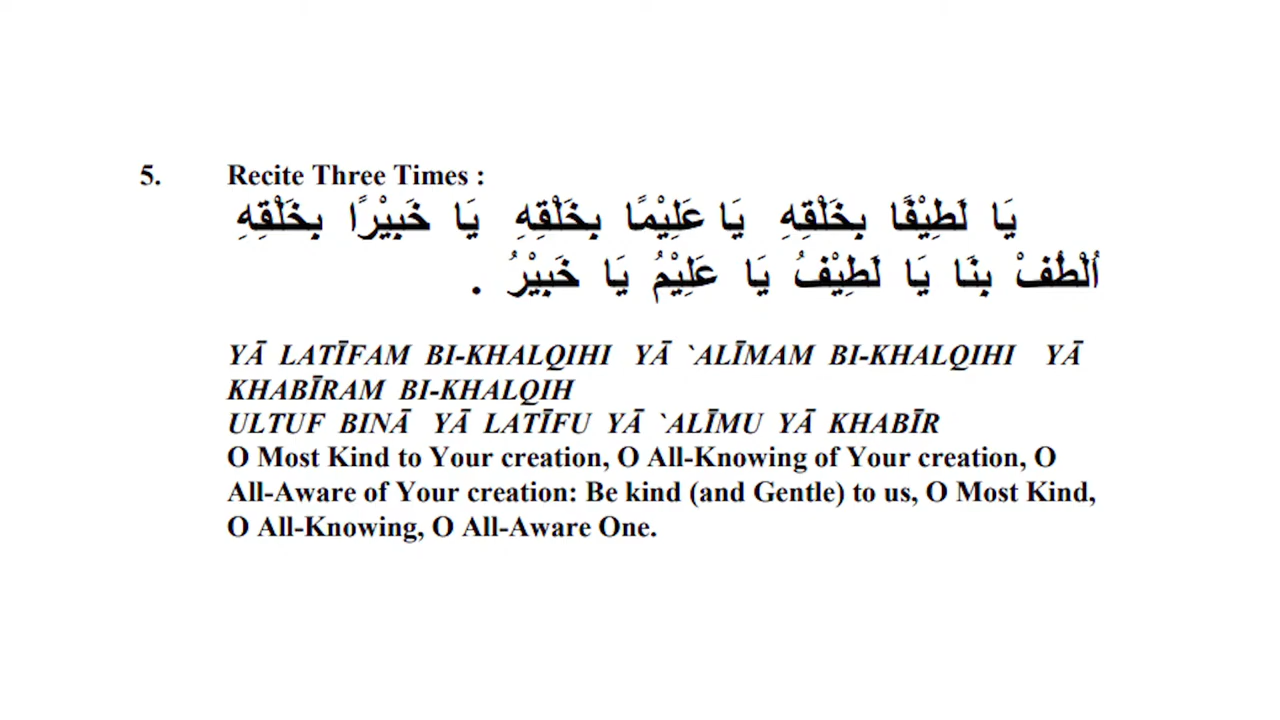 5. Recite Three Times :
يَا لَطِيْفًا بِخَلْقِهِ يَا عَلِيْمًا بِخَلْقِهِ يَا خَبِيْرًا بِخَلْقِهِ
اُلْطُفْ بِنَا يَا لَطِيْفُ يَا عَلِيْمُ يَا خَبِيْرُ .
YĀ LATĪFAM BI-KHALQIHI YĀ `ALĪMAM BI-KHALQIHI YĀ
KHABĪRAM BI-KHALQIH
ULTUF BINĀ YĀ LATĪFU YĀ `ALĪMU YĀ KHABĪR
O Most Kind to Your creation, O All-Knowing of Your creation, O
All-Aware of Your creation: Be kind (and Gentle) to us, O Most Kind,
O All-Knowing, O All-Aware One.